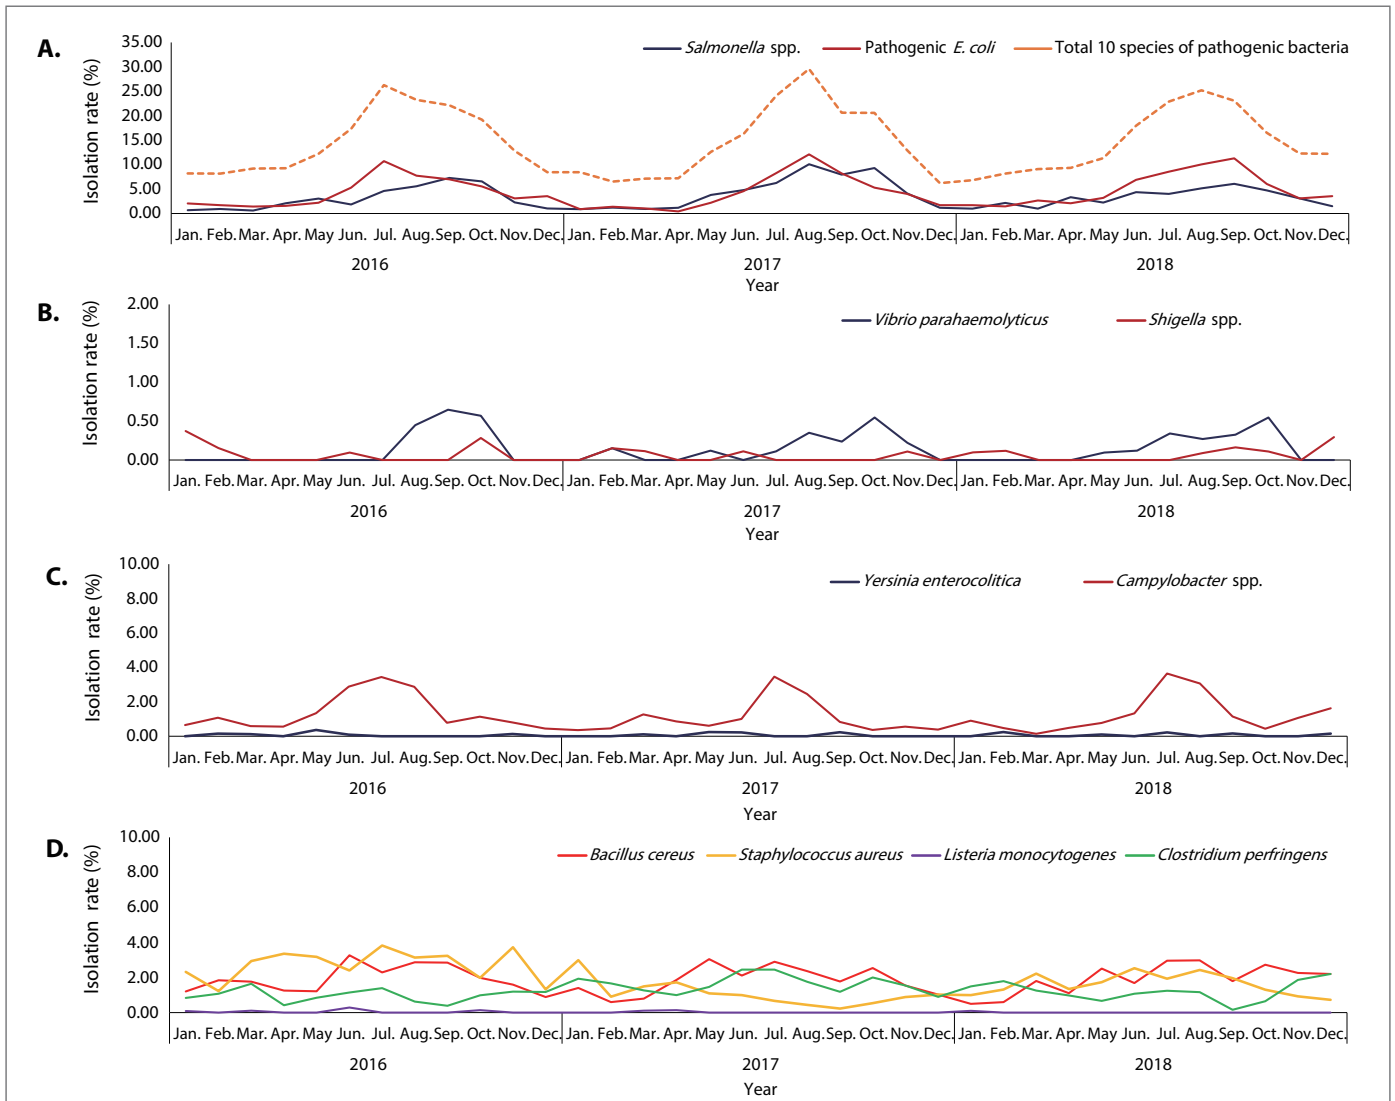 A.
Isolation rate (%)
35.00
30.00
25.00
20.00
15.00
10.00
5.00
0.00
Salmonella spp. Pathogenic E. coli Total 10 species of pathogenic bacteria
Jan. Feb. Mar. Apr. May Jun. Jul. Aug. Sep. Oct. Nov. Dec. Jan. Feb. Mar. Apr. May Jun. Jul. Aug. Sep. Oct. Nov. Dec. Jan. Feb. Mar. Apr. May Jun. Jul. Aug. Sep. Oct. Nov. Dec.
2016 2017 2018
Year
B.
Isolation rate (%)
2.00
1.50
1.00
0.50
0.00
Vibrio parahaemolyticus Shigella spp.
Jan. Feb. Mar. Apr. May Jun. Jul. Aug. Sep. Oct. Nov. Dec. Jan. Feb. Mar. Apr. May Jun. Jul. Aug. Sep. Oct. Nov. Dec. Jan. Feb. Mar. Apr. May Jun. Jul. Aug. Sep. Oct. Nov. Dec.
2016 2017 2018
Year
C.
Isolation rate (%)
10.00
8.00
6.00
4.00
2.00
0.00
Yersinia enterocolitica Campylobacter spp.
Jan. Feb. Mar. Apr. May Jun. Jul. Aug. Sep. Oct. Nov. Dec. Jan. Feb. Mar. Apr. May Jun. Jul. Aug. Sep. Oct. Nov. Dec. Jan. Feb. Mar. Apr. May Jun. Jul. Aug. Sep. Oct. Nov. Dec.
2016 2017 2018
Year
D.
Isolation rate (%)
10.00
8.00
6.00
4.00
2.00
0.00
Bacillus cereus Staphylococcus aureus Listeria monocytogenes Clostridium perfringens
Jan. Feb. Mar. Apr. May Jun. Jul. Aug. Sep. Oct. Nov. Dec. Jan. Feb. Mar. Apr. May Jun. Jul. Aug. Sep. Oct. Nov. Dec. Jan. Feb. Mar. Apr. May Jun. Jul. Aug. Sep. Oct. Nov. Dec.
2016 2017 2018
Year